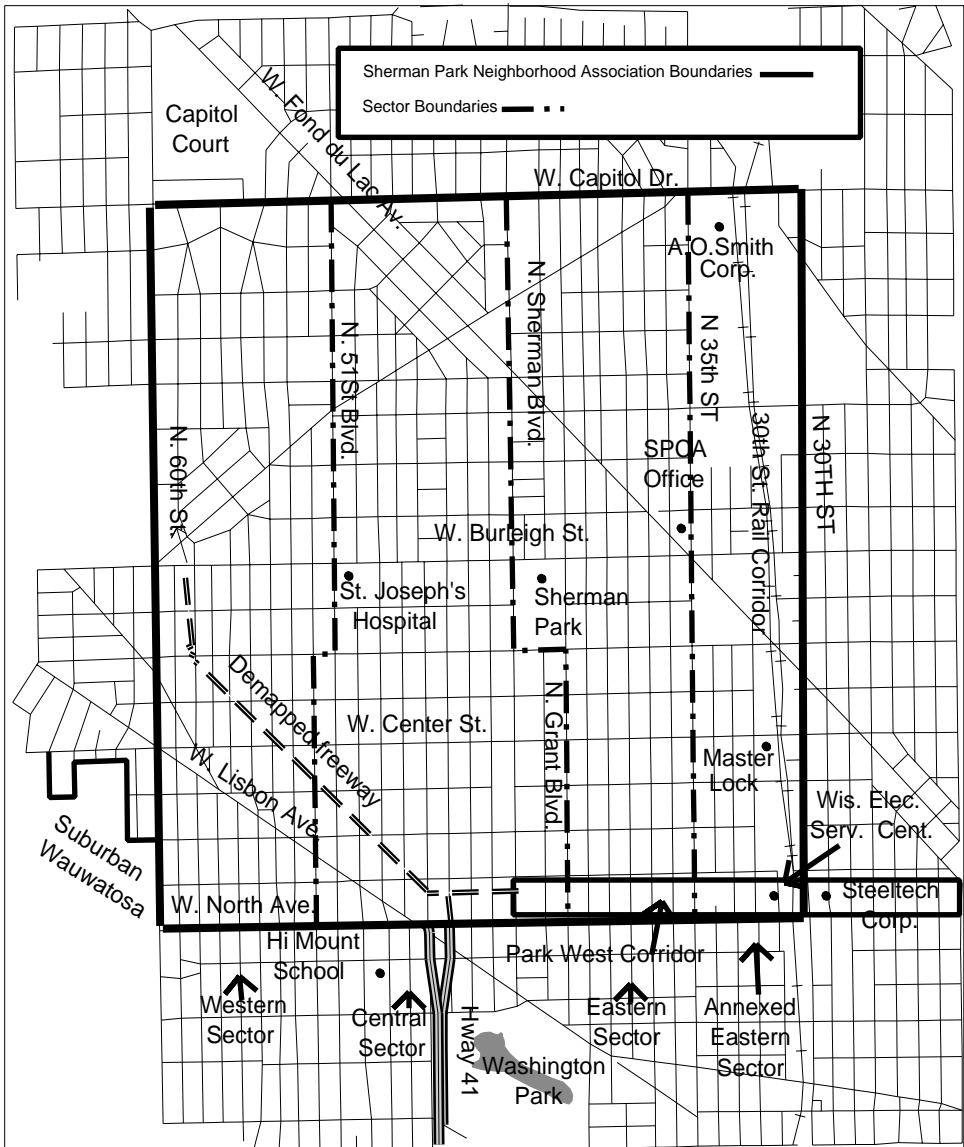 Sherman Park Neighborhood Association Boundaries
Sector Boundaries
W. Fond du Lac Av.
Capitol
Court
W. Capitol Dr.
A.O.Smith
Corp.
N. Sherman Blvd.
N. 51St Blvd.
N 35th ST
30th St. Rail Corridor
N 30TH ST
N. 60th St.
SPCA
Office
W. Burleigh St.
St. Joseph's
Hospital
Sherman
Park
Demapped freeway
W. Center St.
N. Grant Blvd.
W. Lisbon Ave.
Master
Lock
Wis. Elec.
Serv. Cent.
Suburban
Wauwatosa
W. North Ave.
Steeltech
Corp.
Hi Mount
School
Park West Corridor
Western
Sector
Central
Sector
Hway 41
Eastern
Sector
Annexed
Eastern
Sector
Washington
Park